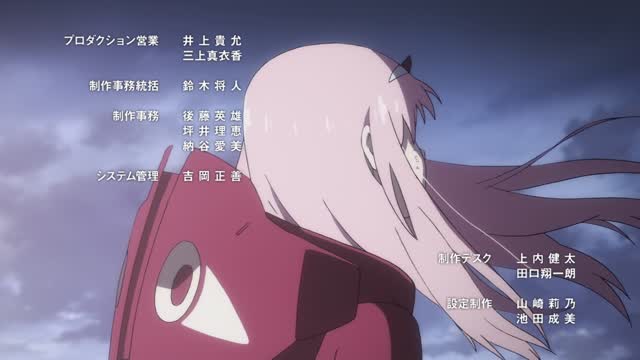 プロダクション営業 井上貴允
三上真衣香
制作事務統括 鈴木将人
制作事務 後藤英雄
坪井理恵
納谷愛美
システム管理 吉岡正善
制作デスク 上内健太
田口翔一朗
設定制作 山崎莉乃
池田成美